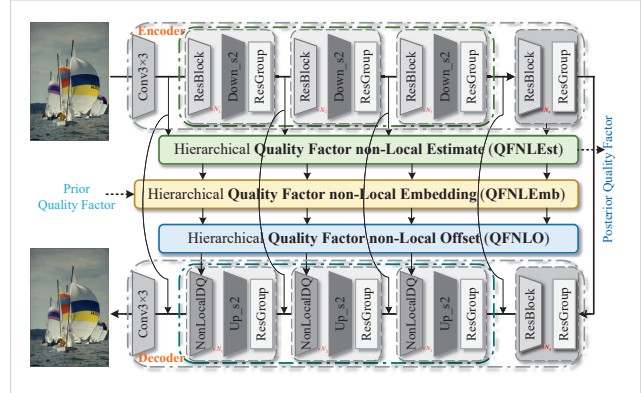 Encoder
Conv3×3
ResBlock
Down_s2
ResGroup
ResBlock
Down_s2
ResGroup
ResBlock
Down_s2
ResGroup
ResBlock
ResGroup
Hierarchical Quality Factor non-Local Estimate (QFNLEst)
Prior
Quality Factor
Hierarchical Quality Factor non-Local Embedding (QFNLEmb)
Hierarchical Quality Factor non-Local Offset (QFNLO)
Posterior Quality Factor
Conv3×3
NonLocalDQ
Up_s2
ResGroup
NonLocalDQ
Up_s2
ResGroup
NonLocalDQ
Up_s2
ResGroup
ResBlock
ResGroup
Decoder